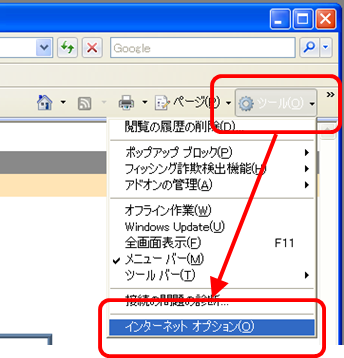 Google
ページ(P)
ツール(O)
閲覧の履歴の削除(D)...
ポップアップ ブロック(P)
フィッシング詐欺検出機能(H)
アドオンの管理(A)
オフライン作業(W)
Windows Update(U)
全画面表示(F) F11
メニュー バー(M)
ツール バー(T)
接続の問題の診断...
インターネット オプション(O)